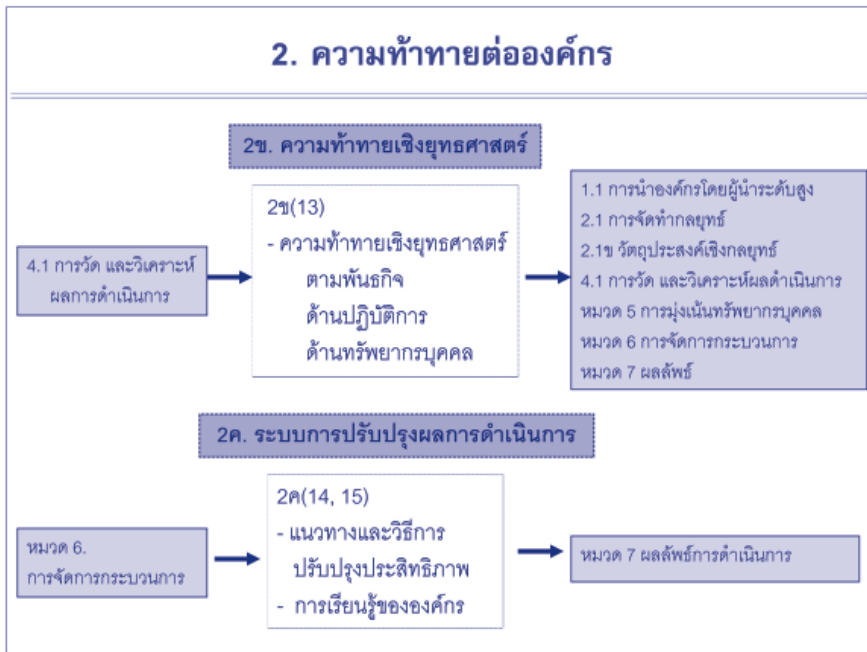 2. ความท้าทายต่อองค์กร
2ข. ความท้าทายเชิงยุทธศาสตร์
4.1 การวัด และวิเคราะห์
ผลการดำเนินการ
2ข(13)
- ความท้าทายเชิงยุทธศาสตร์
ตามพันธกิจ
ด้านปฏิบัติการ
ด้านทรัพยากรบุคคล
1.1 การนำองค์กรโดยผู้นำระดับสูง
2.1 การจัดทำกลยุทธ์
2.1ข วัตถุประสงค์เชิงกลยุทธ์
4.1 การวัด และวิเคราะห์ผลดำเนินการ
หมวด 5 การมุ่งเน้นทรัพยากรบุคคล
หมวด 6 การจัดการกระบวนการ
หมวด 7 ผลลัพธ์
2ค. ระบบการปรับปรุงผลการดำเนินการ
หมวด 6.
การจัดการกระบวนการ
2ค(14, 15)
- แนวทางและวิธีการ
ปรับปรุงประสิทธิภาพ
- การเรียนรู้ขององค์กร
หมวด 7 ผลลัพธ์การดำเนินการ